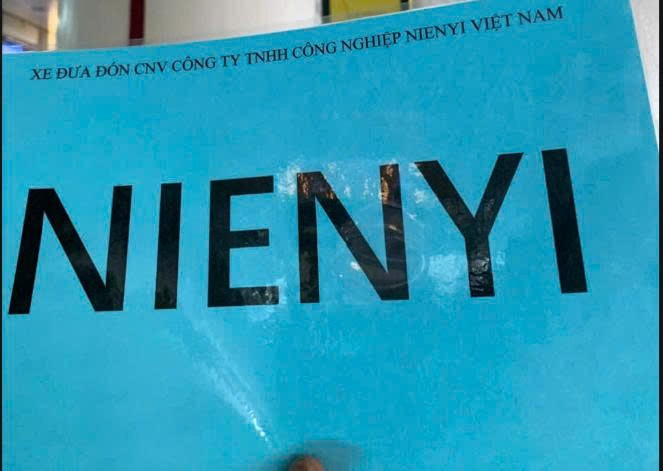 XE ĐƯA ĐÓN CNV CÔNG TY TNHH CÔNG NGHIỆP NIENYI VIỆT NAM
NIENYI